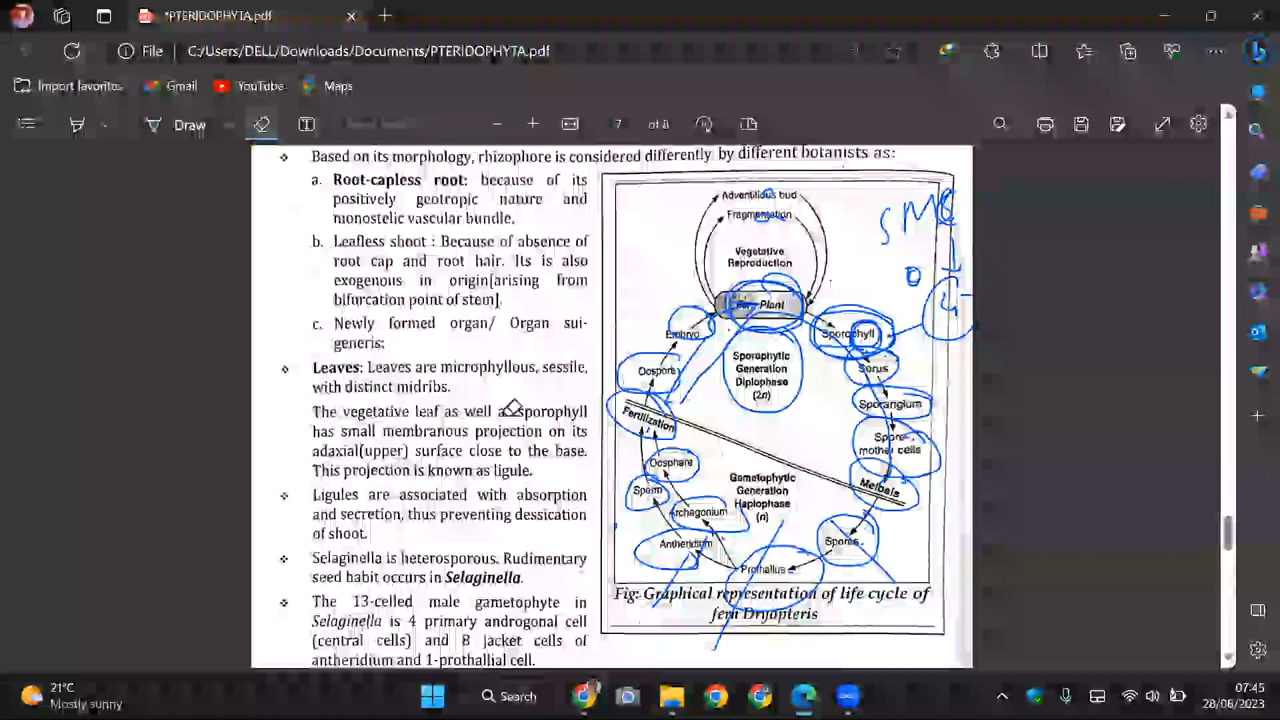 *PTERIDOPHYTA.pdf
File C:/Users/DELL/Downloads/Documents/PTERIDOPHYTA.pdf
Import favorites Gmail YouTube Maps
Draw 7 of 8
Based on its morphology, rhizophore is considered differently by different botanists as:
a. Root-capless root: because of its
positively geotropic nature and
monostelic vascular bundle.
b. Leafless shoot : Because of absence of
root cap and root hair. Its is also
exogenous in origin[arising from
bifurcation point of stem].
c. Newly formed organ/ Organ sui-
generis:
Leaves: Leaves are microphyllous, sessile,
with distinct midribs.
The vegetative leaf as well as sporophyll
has small membranous projection on its
adaxial(upper) surface close to the base.
This projection is known as ligule.
Ligules are associated with absorption
and secretion, thus preventing dessication
of shoot.
Selaginella is heterosporous. Rudimentary
seed habit occurs in Selaginella.
The 13-celled male gametophyte in
Selaginella is 4 primary androgonal cell
(central cells) and 8 jacket cells of
antheridium and 1-prothallial cell.
Adventitious bud
Fragmentation
Vegetative
Reproduction
Plant
Embryo
Sporophyll
Oospore
Sporophytic
Generation
Diplophase
(2n)
Sorus
Sporangium
Fertilization
Spore
mother cells
Oosphere
Gametophytic
Generation
Haplophase
(n)
Meiosis
Sperm
Archegonium
Antheridium
Spores
Prothallus
Fig: Graphical representation of life cycle of
fern Dryopteris
SMC
21°C
Mostly sunny
Search
07:45
28/06/2023